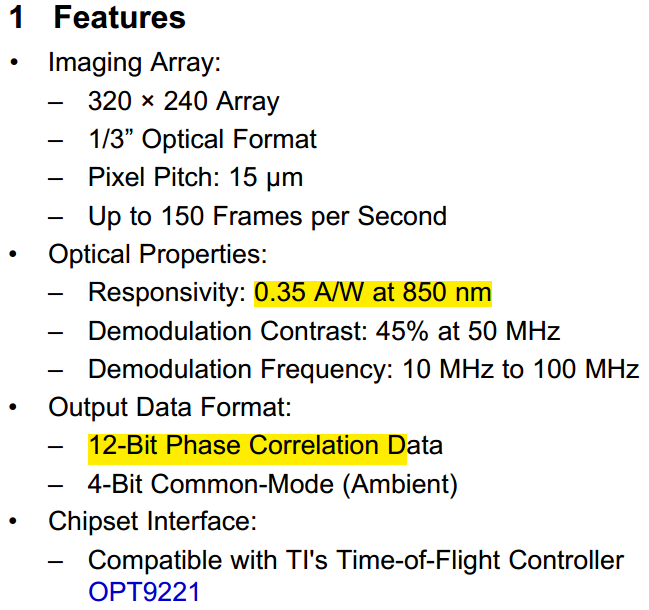 1 Features
• Imaging Array:
– 320 × 240 Array
– 1/3” Optical Format
– Pixel Pitch: 15 μm
– Up to 150 Frames per Second
• Optical Properties:
– Responsivity: 0.35 A/W at 850 nm
– Demodulation Contrast: 45% at 50 MHz
– Demodulation Frequency: 10 MHz to 100 MHz
• Output Data Format:
– 12-Bit Phase Correlation Data
– 4-Bit Common-Mode (Ambient)
• Chipset Interface:
– Compatible with TI's Time-of-Flight Controller
OPT9221